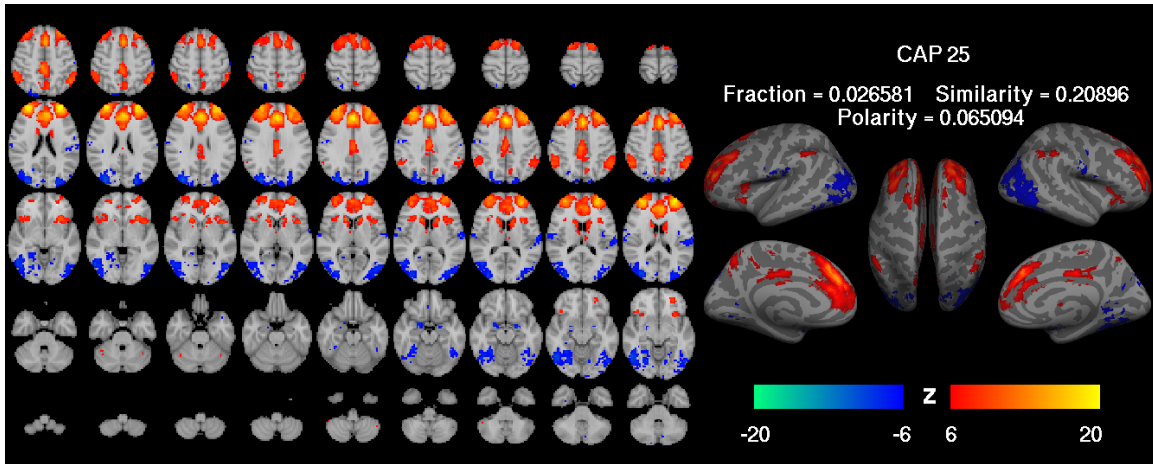 CAP 25
Fraction = 0.026581 Similarity = 0.20896
Polarity = 0.065094
z
-20 -6 6 20